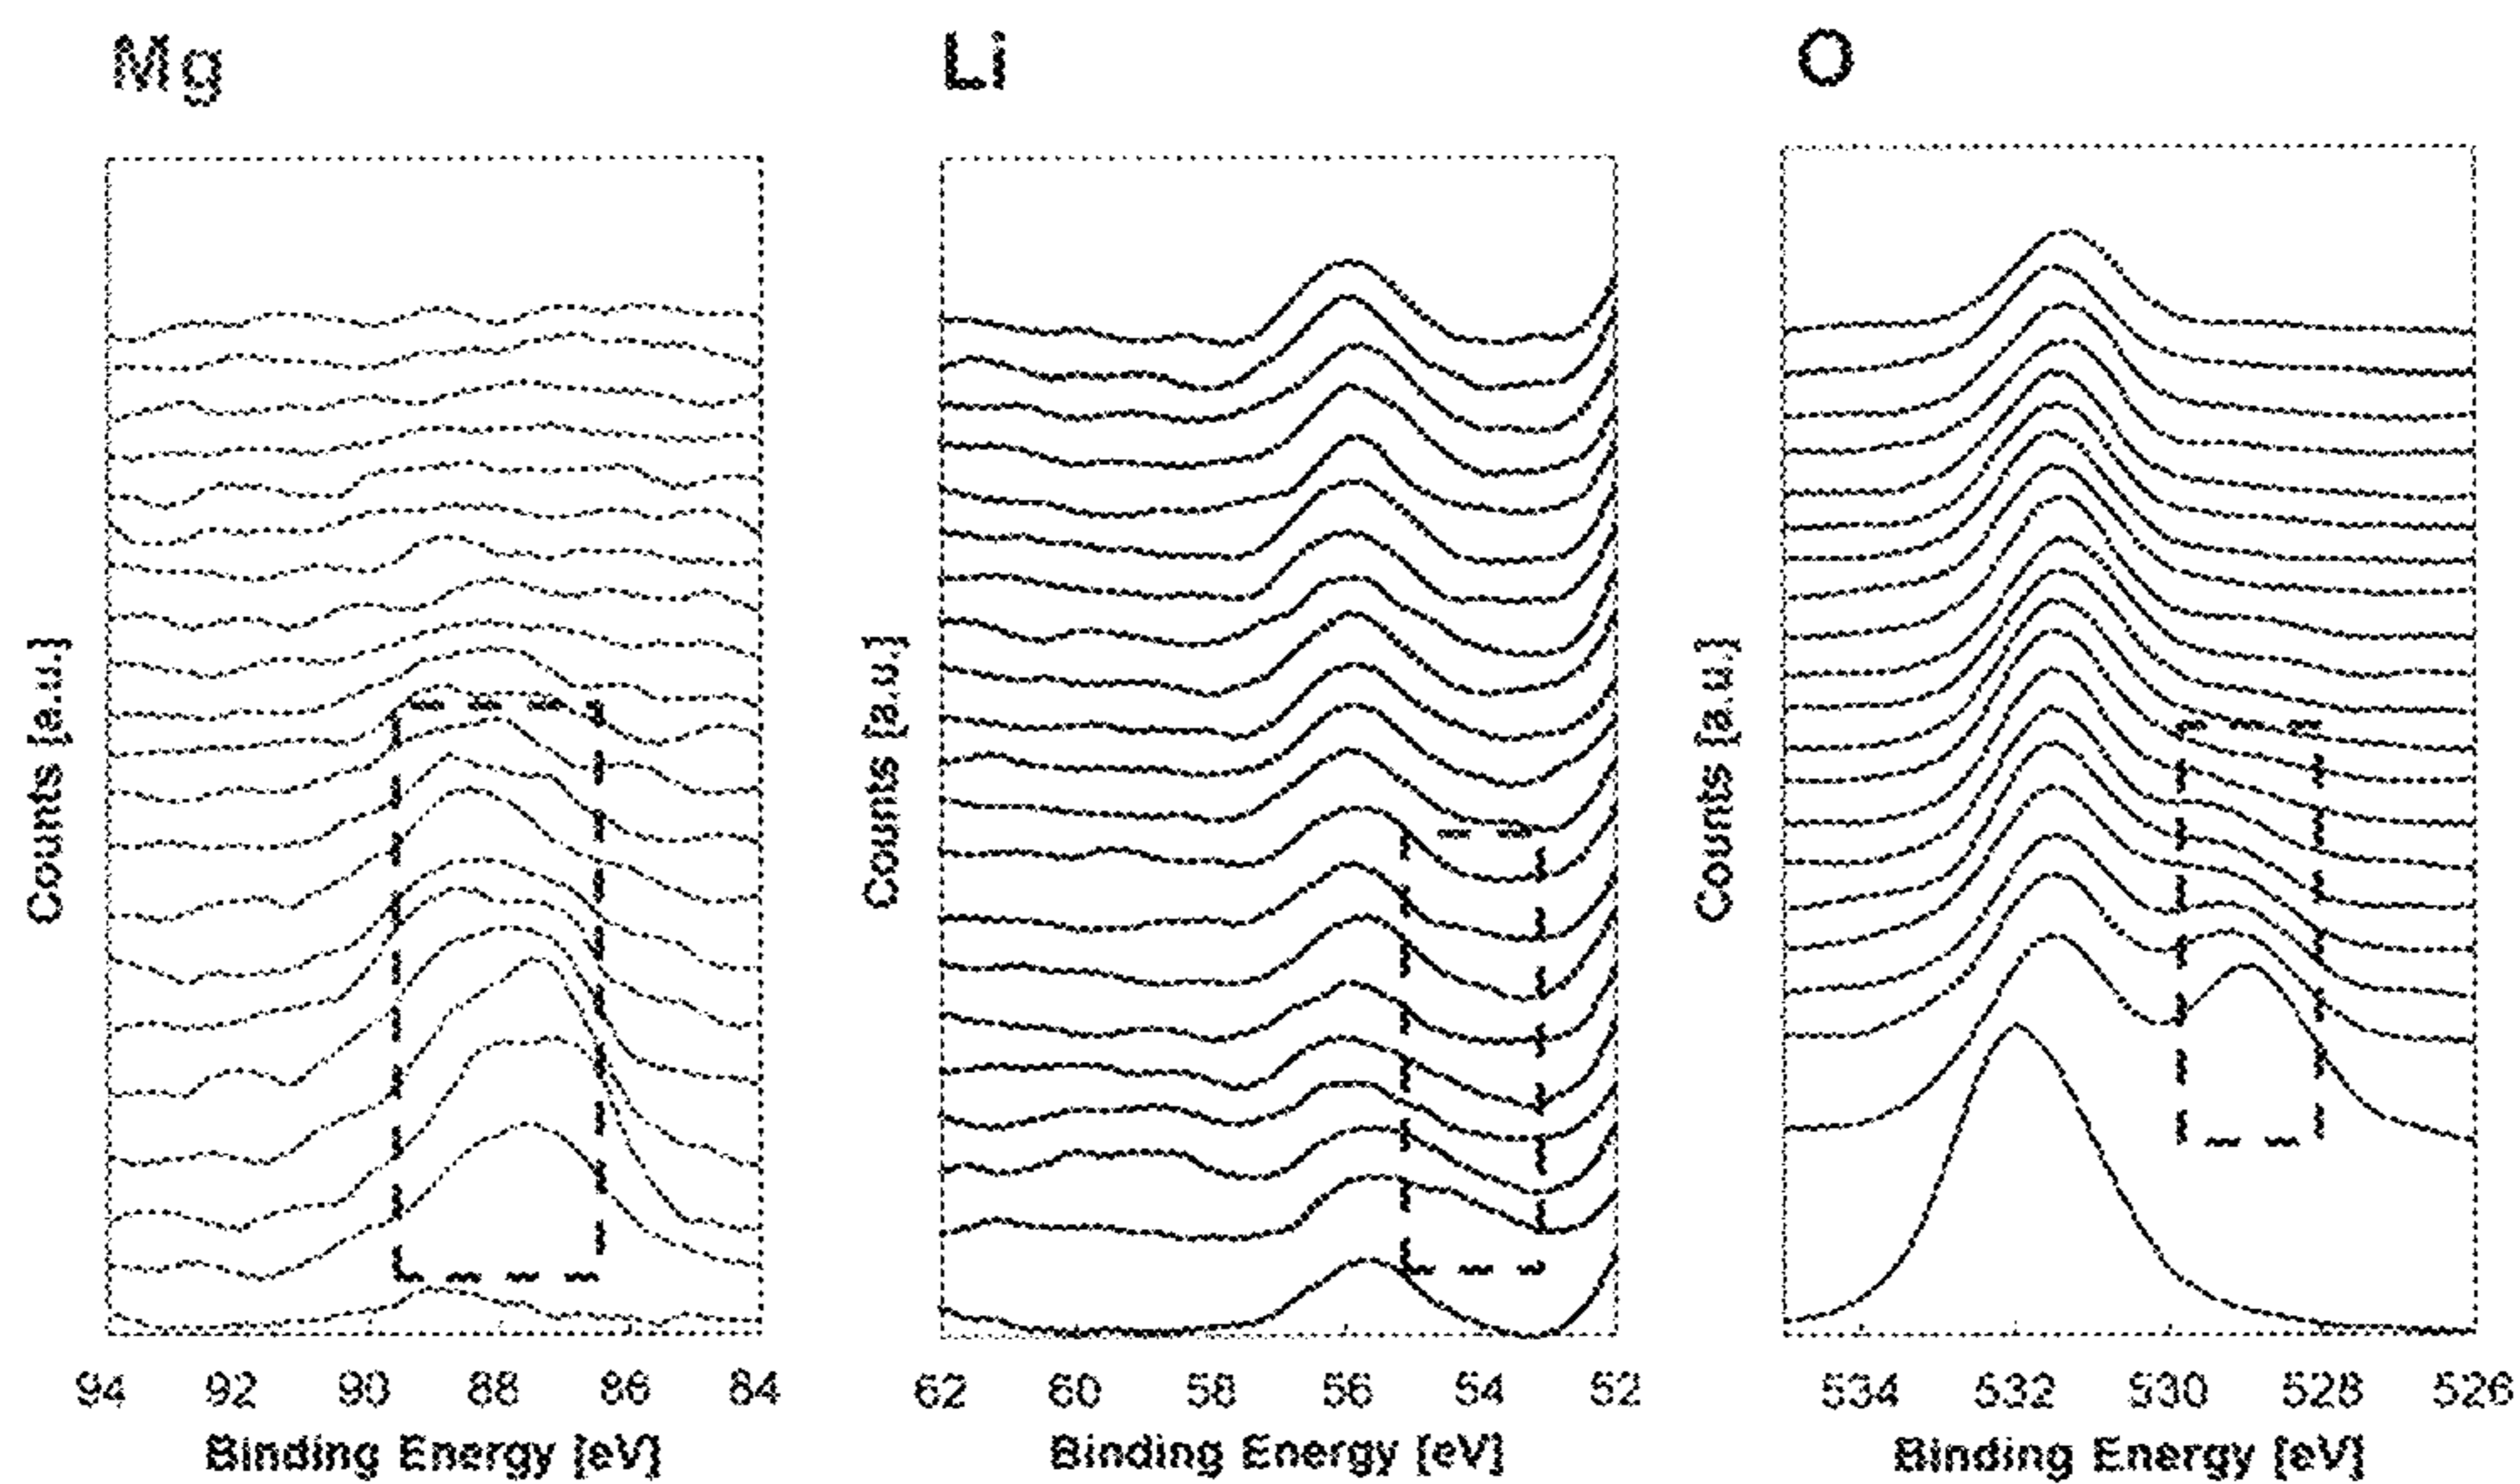 Mg
Counts [a.u.]
94 92 90 88 86 84
Binding Energy [eV]
Li
Counts [a.u.]
62 60 58 56 54 52
Binding Energy [eV]
O
Counts [a.u.]
534 532 530 528 526
Binding Energy [eV]